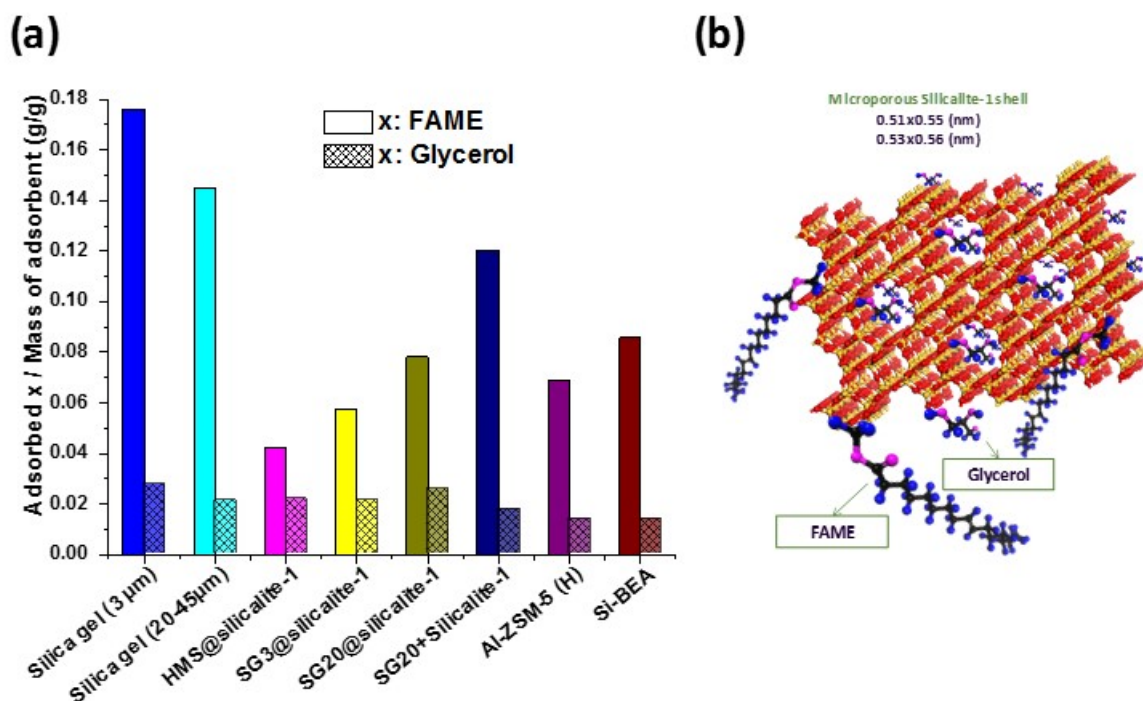 (a)
Adsorbed x / Mass of adsorbent (g/g)
0.18
0.16
0.14
0.12
0.10
0.08
0.06
0.04
0.02
0.00
x: FAME
x: Glycerol
Silica gel (3 µm)
Silica gel (20-45µm)
HMS@silicalite-1
SG3@silicalite-1
SG20@silicalite-1
SG20+Silicalite-1
Al-ZSM-5 (H)
Si-BEA
(b)
Microporous Silicalite-1 shell
0.51x0.55 (nm)
0.53x0.56 (nm)
Glycerol
FAME